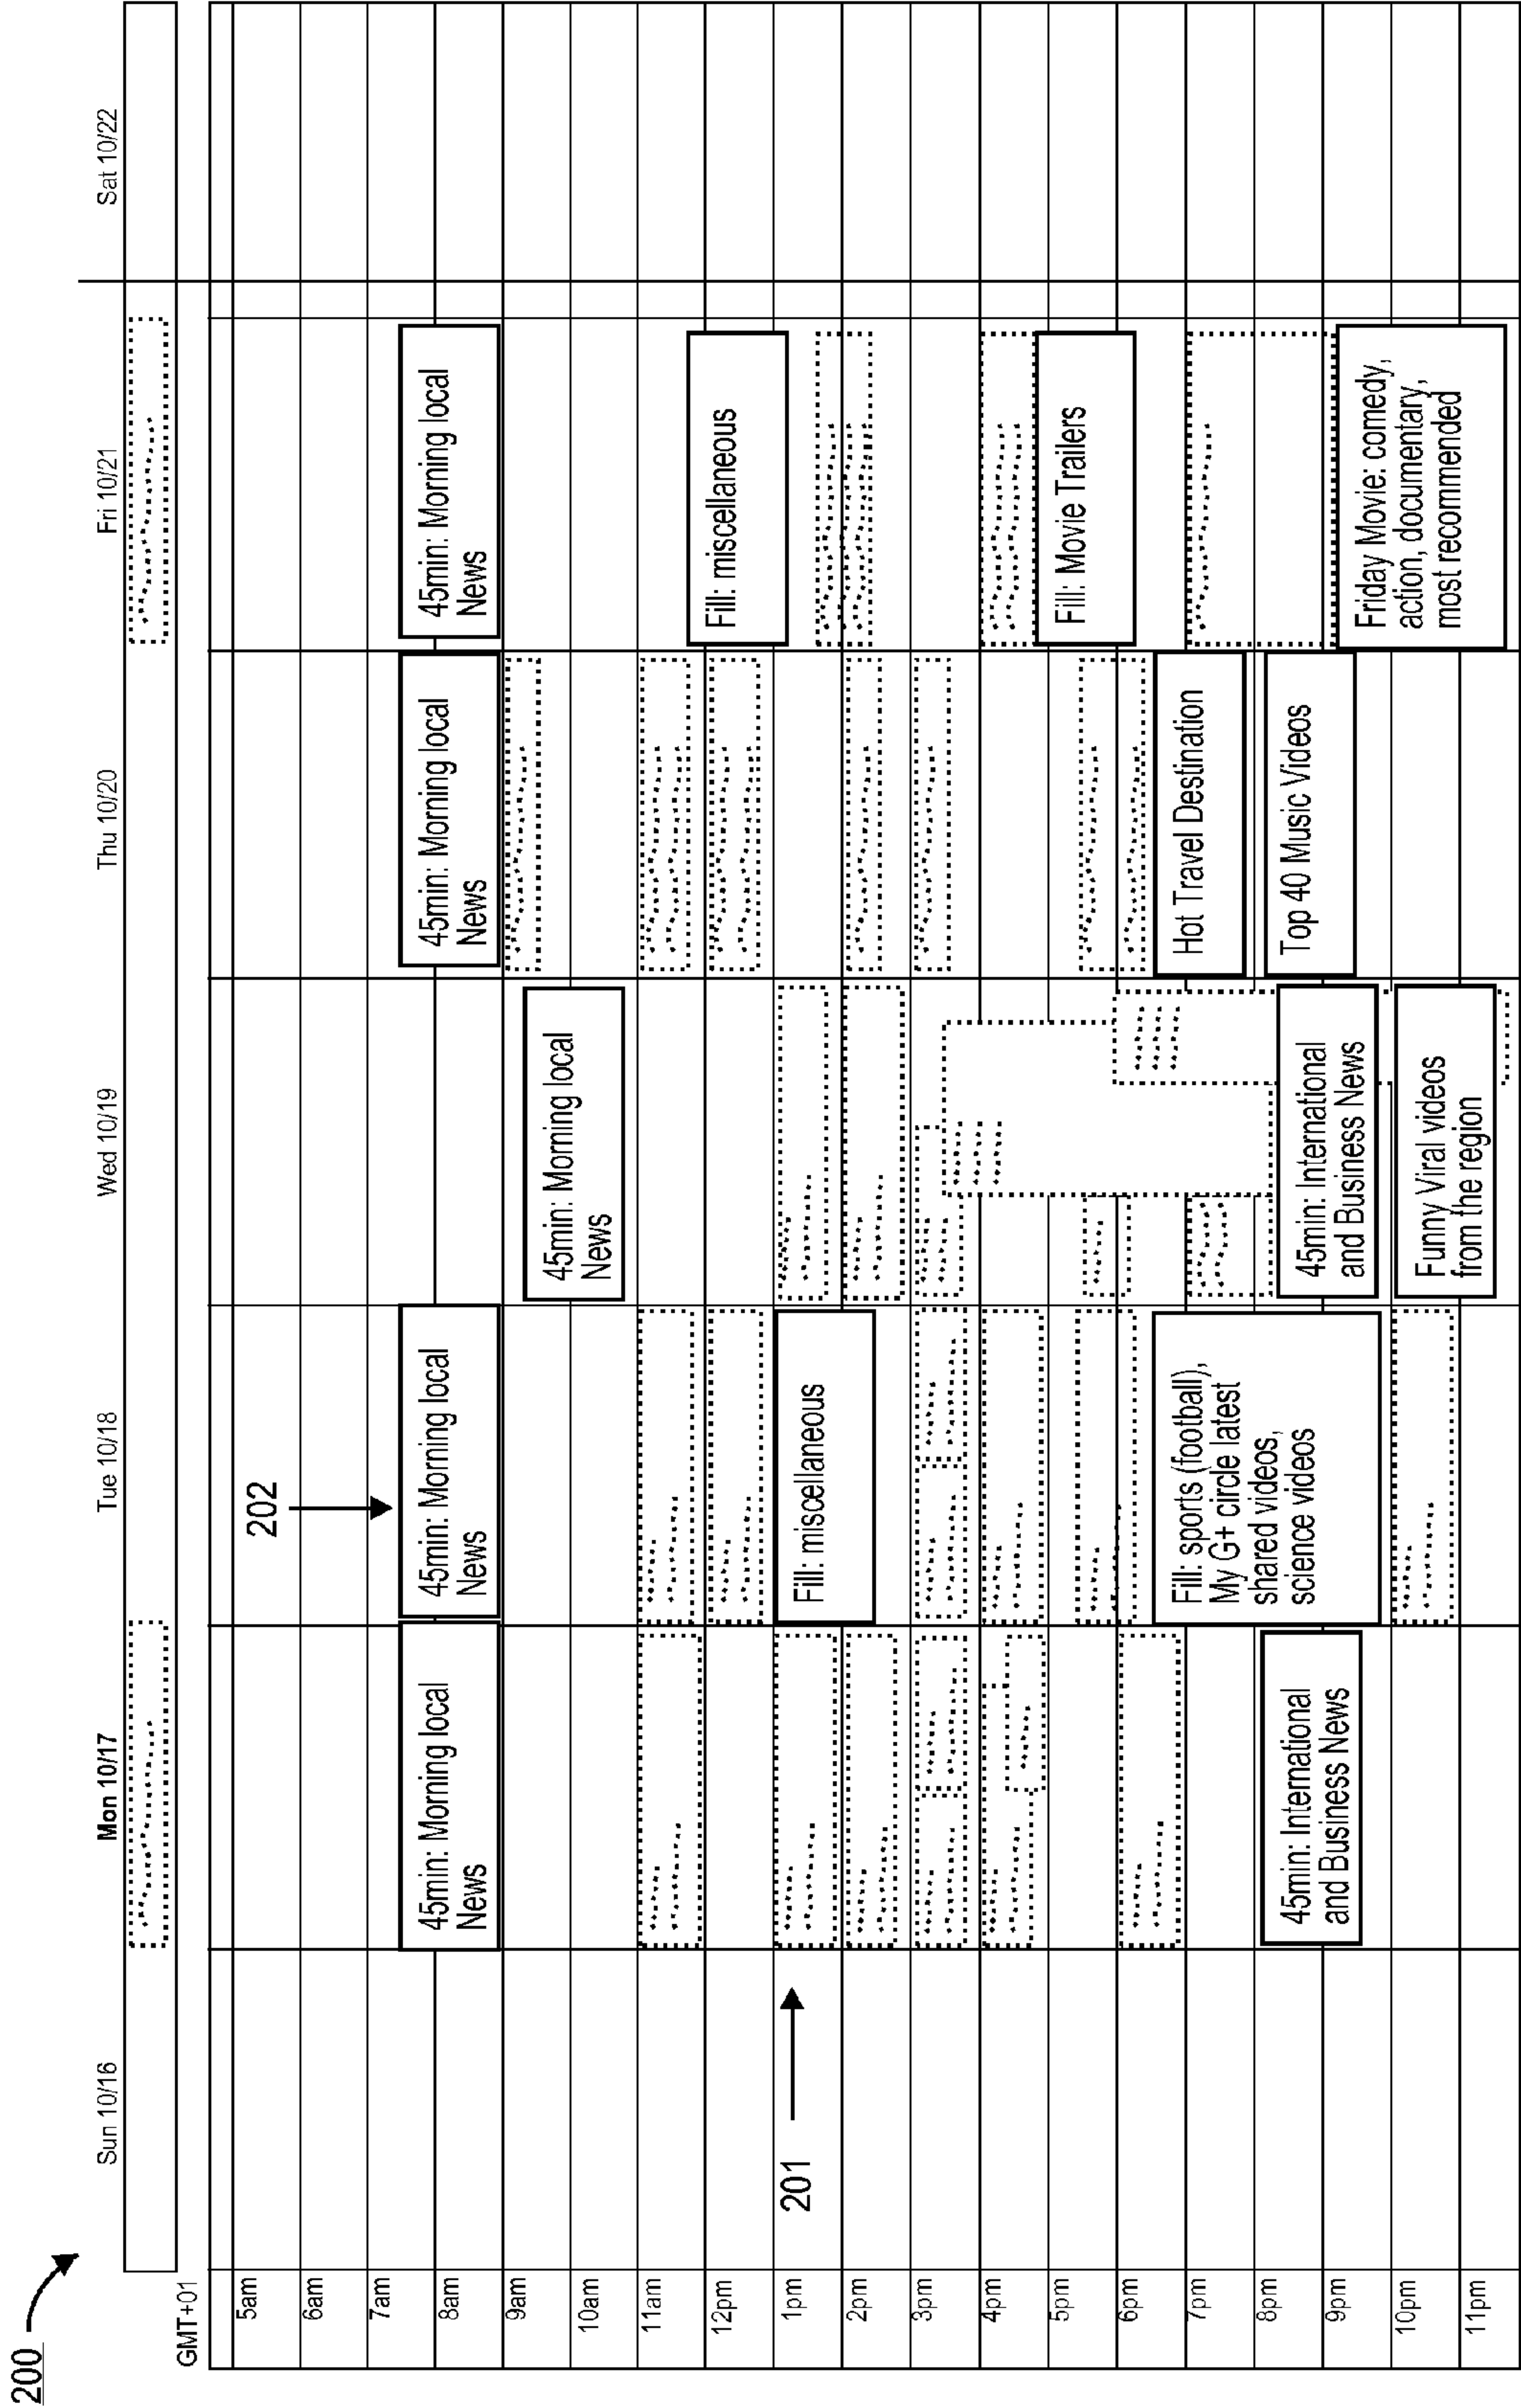 200
Sun 10/16
Mon 10/17
Tue 10/18
Wed 10/19
Thu 10/20
Fri 10/21
Sat 10/22
GMT+01
5am
6am
7am
8am
9am
10am
11am
12pm
1pm
2pm
3pm
4pm
5pm
6pm
7pm
8pm
9pm
10pm
11pm
201
45min: Morning local
News
45min: International
and Business News
202
45min: Morning local
News
Fill: miscellaneous
Fill: sports (football),
My G+ circle latest
shared videos,
science videos
45min: Morning local
News
45min: International
and Business News
Funny Viral videos
from the region
45min: Morning local
News
Hot Travel Destination
Top 40 Music Videos
45min: Morning local
News
Fill: miscellaneous
Fill: Movie Trailers
Friday Movie: comedy,
action, documentary,
most recommended